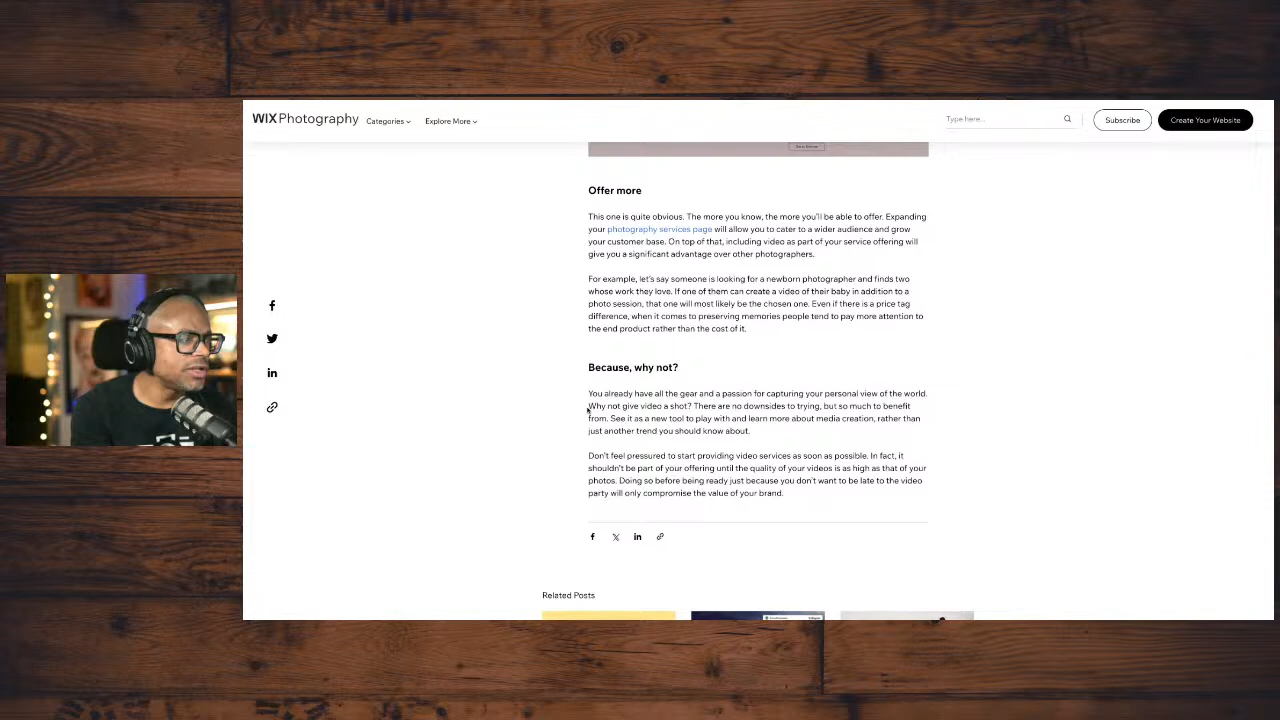 WIX Photography
Categories
Explore More
Type here...
Subscribe
Create Your Website
Offer more
This one is quite obvious. The more you know, the more you'll be able to offer. Expanding
your photography services page will allow you to cater to a wider audience and grow
your customer base. On top of that, including video as part of your service offering will
give you a significant advantage over other photographers.
For example, let's say someone is looking for a newborn photographer and finds two
whose work they love. If one of them can create a video of their baby in addition to a
photo session, that one will most likely be the chosen one. Even if there is a price tag
difference, when it comes to preserving memories people tend to pay more attention to
the end product rather than the cost of it.
Because, why not?
You already have all the gear and a passion for capturing your personal view of the world.
Why not give video a shot? There are no downsides to trying, but so much to benefit
from. See it as a new tool to play with and learn more about media creation, rather than
just another trend you should know about.
Don't feel pressured to start providing video services as soon as possible. In fact, it
shouldn't be part of your offering until the quality of your videos is as high as that of your
photos. Doing so before being ready just because you don't want to be late to the video
party will only compromise the value of your brand.
Related Posts